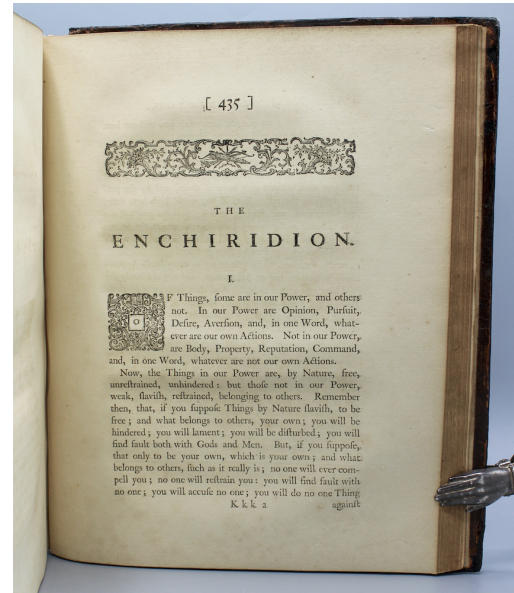 [ 435 ]
THE
ENCHIRIDION.
I.
OF Things, ſome are in our Power, and others
not. In our Power are Opinion, Purſuit,
Deſire, Averſion, and, in one Word, what-
ever are our own Actions. Not in our Power,
are Body, Property, Reputation, Command,
and, in one Word, whatever are not our own Actions.
Now, the Things in our Power are, by Nature, free,
unreſtrained, unhindered: but thoſe not in our Power,
weak, ſlaviſh, reſtrained, belonging to others. Remember
then, that, if you ſuppoſe Things by Nature ſlaviſh, to be
free; and what belongs to others, your own; you will be
hindered; you will lament; you will be diſturbed; you will
find fault both with Gods and Men. But, if you ſuppoſe,
that only to be your own, which is your own; and what
belongs to others, ſuch as it really is; no one will ever com-
pell you; no one will reſtrain you: you will find fault with
no one; you will accuſe no one; you will do no one Thing
K k k 2 againſt